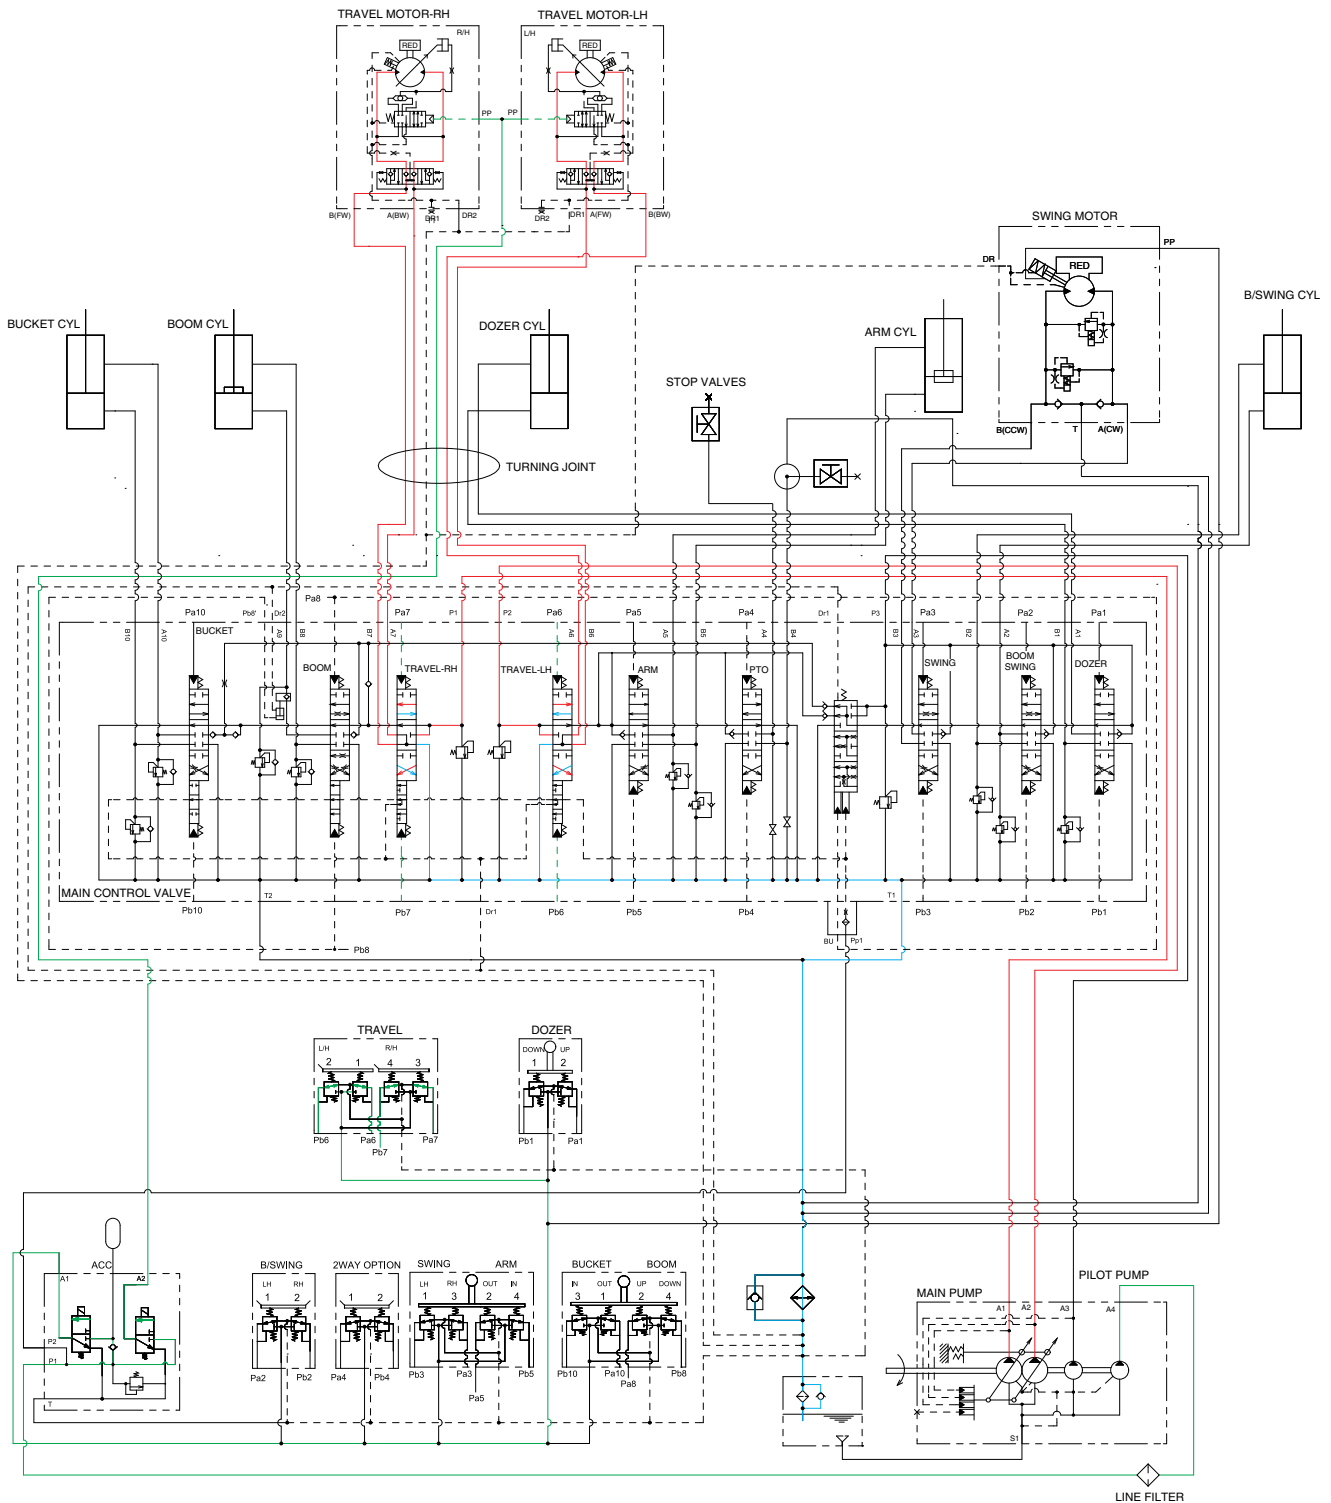 TRAVEL MOTOR-RH TRAVEL MOTOR-LH
R/H L/H
RED RED
PP PP
B(FW) A(BW) DR1 DR2 DR2 DR1 A(FW) B(BW)
SWING MOTOR
PP
DR
RED
B(CCW) T A(CW)
BUCKET CYL BOOM CYL DOZER CYL ARM CYL B/SWING CYL
STOP VALVES
TURNING JOINT
Pa10 Pb8' Dr2 Pa8 Pa7 P1 P2 Pa6 Pa5 Pa4 Dr1 P3 Pa3 Pa2 Pa1
B10 A10 A9 B8 B7 A7 A6 B6 A5 B5 A4 B4 B3 A3 B2 A2 B1 A1
BUCKET BOOM TRAVEL-RH TRAVEL-LH ARM PTO SWING BOOM SWING DOZER
MAIN CONTROL VALVE
T2 T1
Pb10 Pb8 Pb7 Dr1 Pb6 Pb5 Pb4 BU Pp1 Pb3 Pb2 Pb1
TRAVEL
L/H R/H
2 1 4 3
Pb6 Pa6 Pb7 Pa7
DOZER
DOWN UP
1 2
Pb1 Pa1
ACC
A1 A2
P2
P1
T
B/SWING
LH RH
1 2
Pa2 Pb2
2WAY OPTION
1 2
Pa4 Pb4
SWING ARM
LH RH OUT IN
1 3 2 4
Pb3 Pa3 Pa5 Pb5
BUCKET BOOM
IN OUT UP DOWN
3 1 2 4
Pb10 Pa10 Pa8 Pb8
PILOT PUMP
MAIN PUMP
A1 A2 A3 A4
S1
LINE FILTER